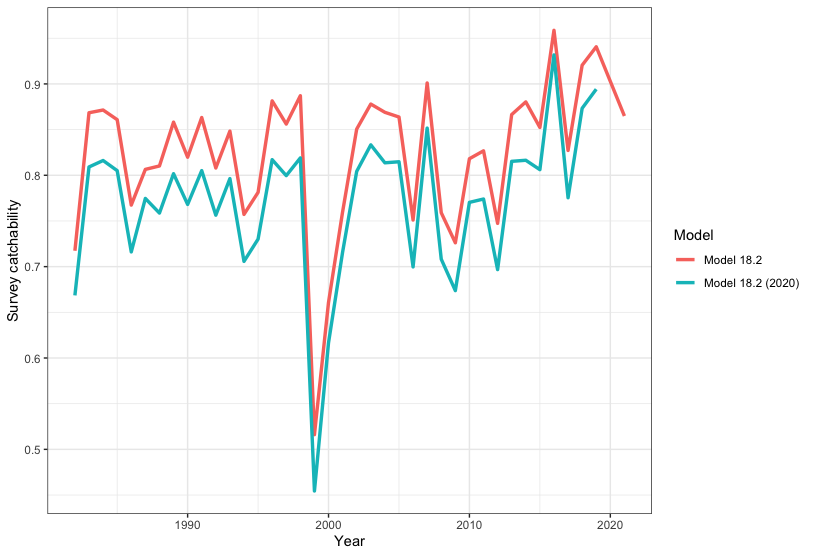 Survey catchability
0.9
0.8
0.7
0.6
0.5
1990
2000
2010
2020
Year
Model
Model 18.2
Model 18.2 (2020)